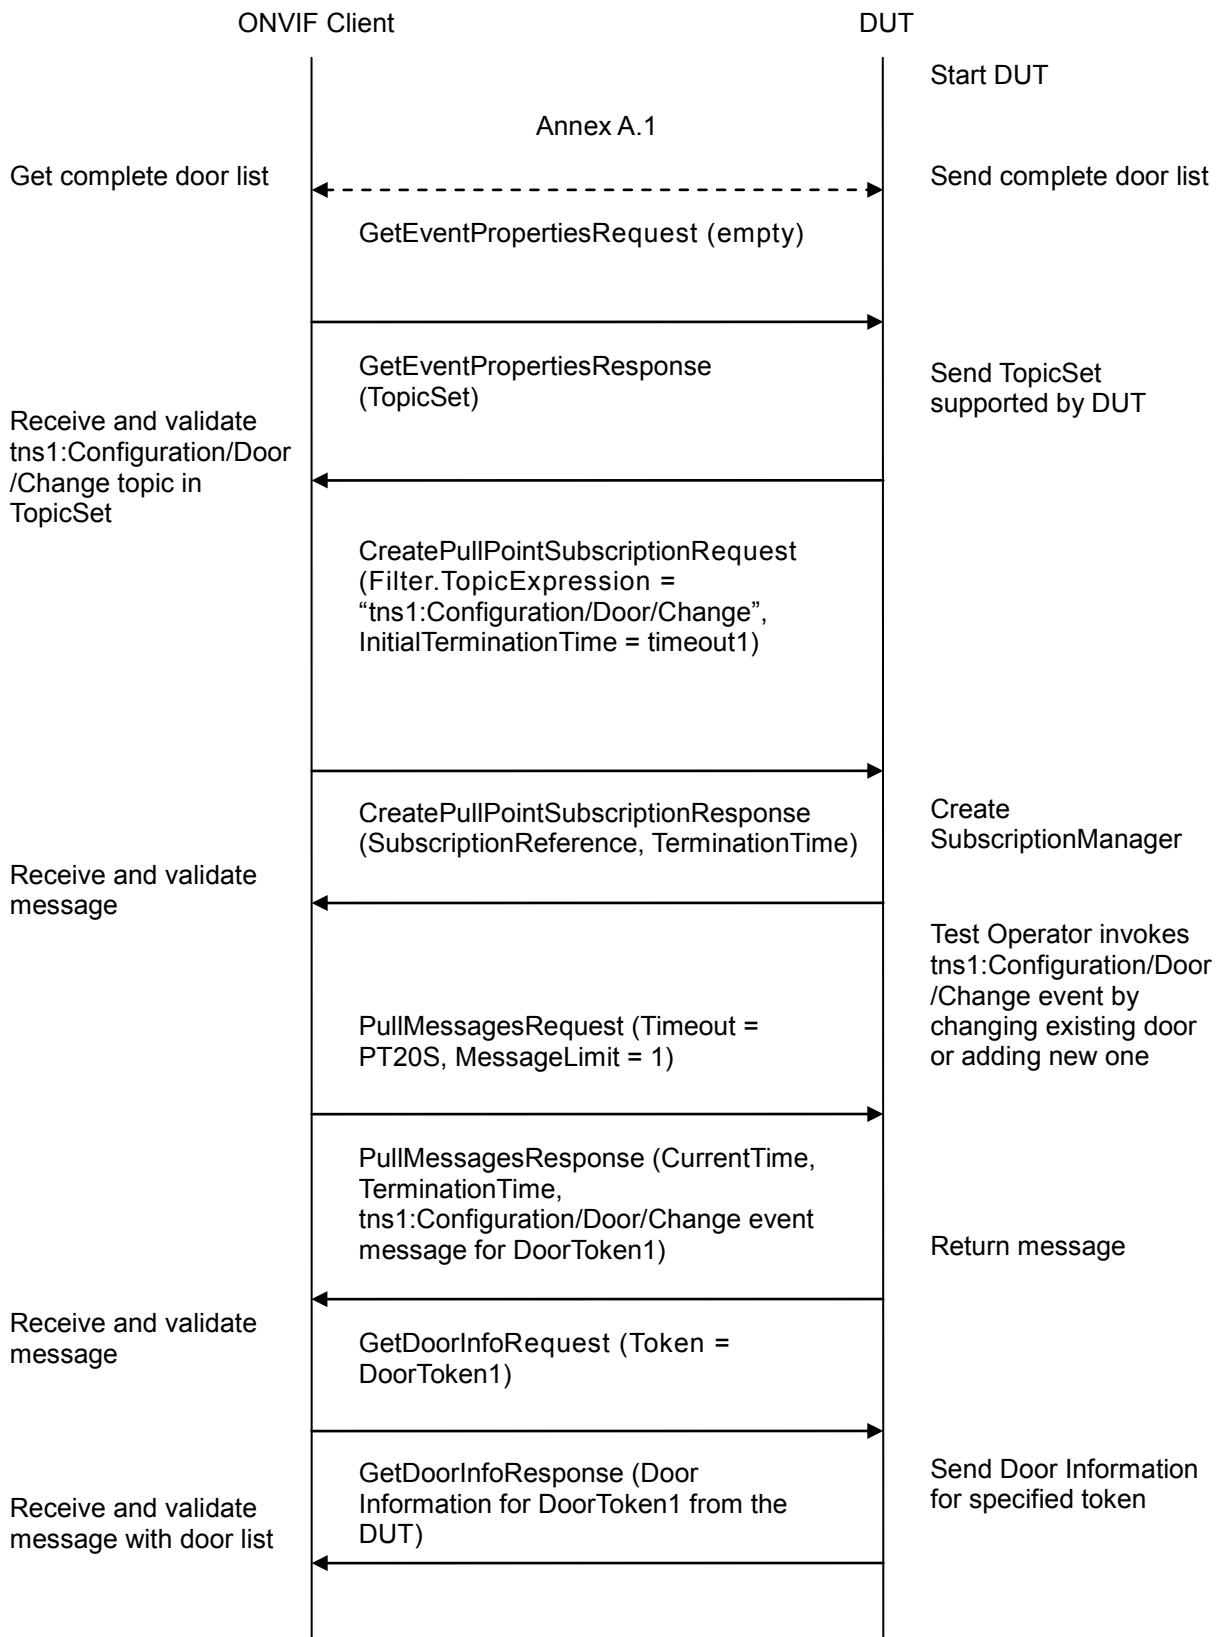 ONVIF Client
DUT
Start DUT
Annex A.1
Get complete door list
Send complete door list
GetEventPropertiesRequest (empty)
GetEventPropertiesResponse
(TopicSet)
Send TopicSet
supported by DUT
Receive and validate
tns1:Configuration/Door
/Change topic in
TopicSet
CreatePullPointSubscriptionRequest
(Filter.TopicExpression =
“tns1:Configuration/Door/Change”,
InitialTerminationTime = timeout1)
CreatePullPointSubscriptionResponse
(SubscriptionReference, TerminationTime)
Create
SubscriptionManager
Receive and validate
message
Test Operator invokes
tns1:Configuration/Door
/Change event by
changing existing door
or adding new one
PullMessagesRequest (Timeout =
PT20S, MessageLimit = 1)
PullMessagesResponse (CurrentTime,
TerminationTime,
tns1:Configuration/Door/Change event
message for DoorToken1)
Return message
Receive and validate
message
GetDoorInfoRequest (Token =
DoorToken1)
GetDoorInfoResponse (Door
Information for DoorToken1 from the
DUT)
Send Door Information
for specified token
Receive and validate
message with door list